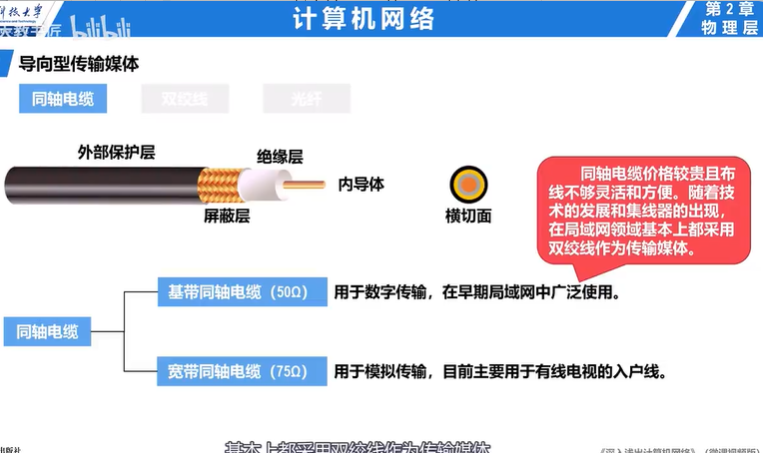 科技大学
计算机网络
第2章
物理层
bilibili
导向型传输媒体
同轴电缆
双绞线
光纤
外部保护层
绝缘层
内导体
屏蔽层
横切面
同轴电缆价格较贵且布
线不够灵活和方便。随着技
术的发展和集线器的出现，
在局域网领域基本上都采用
双绞线作为传输媒体。
同轴电缆
基带同轴电缆（50Ω）
用于数字传输，在早期局域网中广泛使用。
宽带同轴电缆（75Ω）
用于模拟传输，目前主要用于有线电视的入户线。
基本上都采用双绞线作为传输媒体
出版社
《深入浅出计算机网络》（微课视频版）